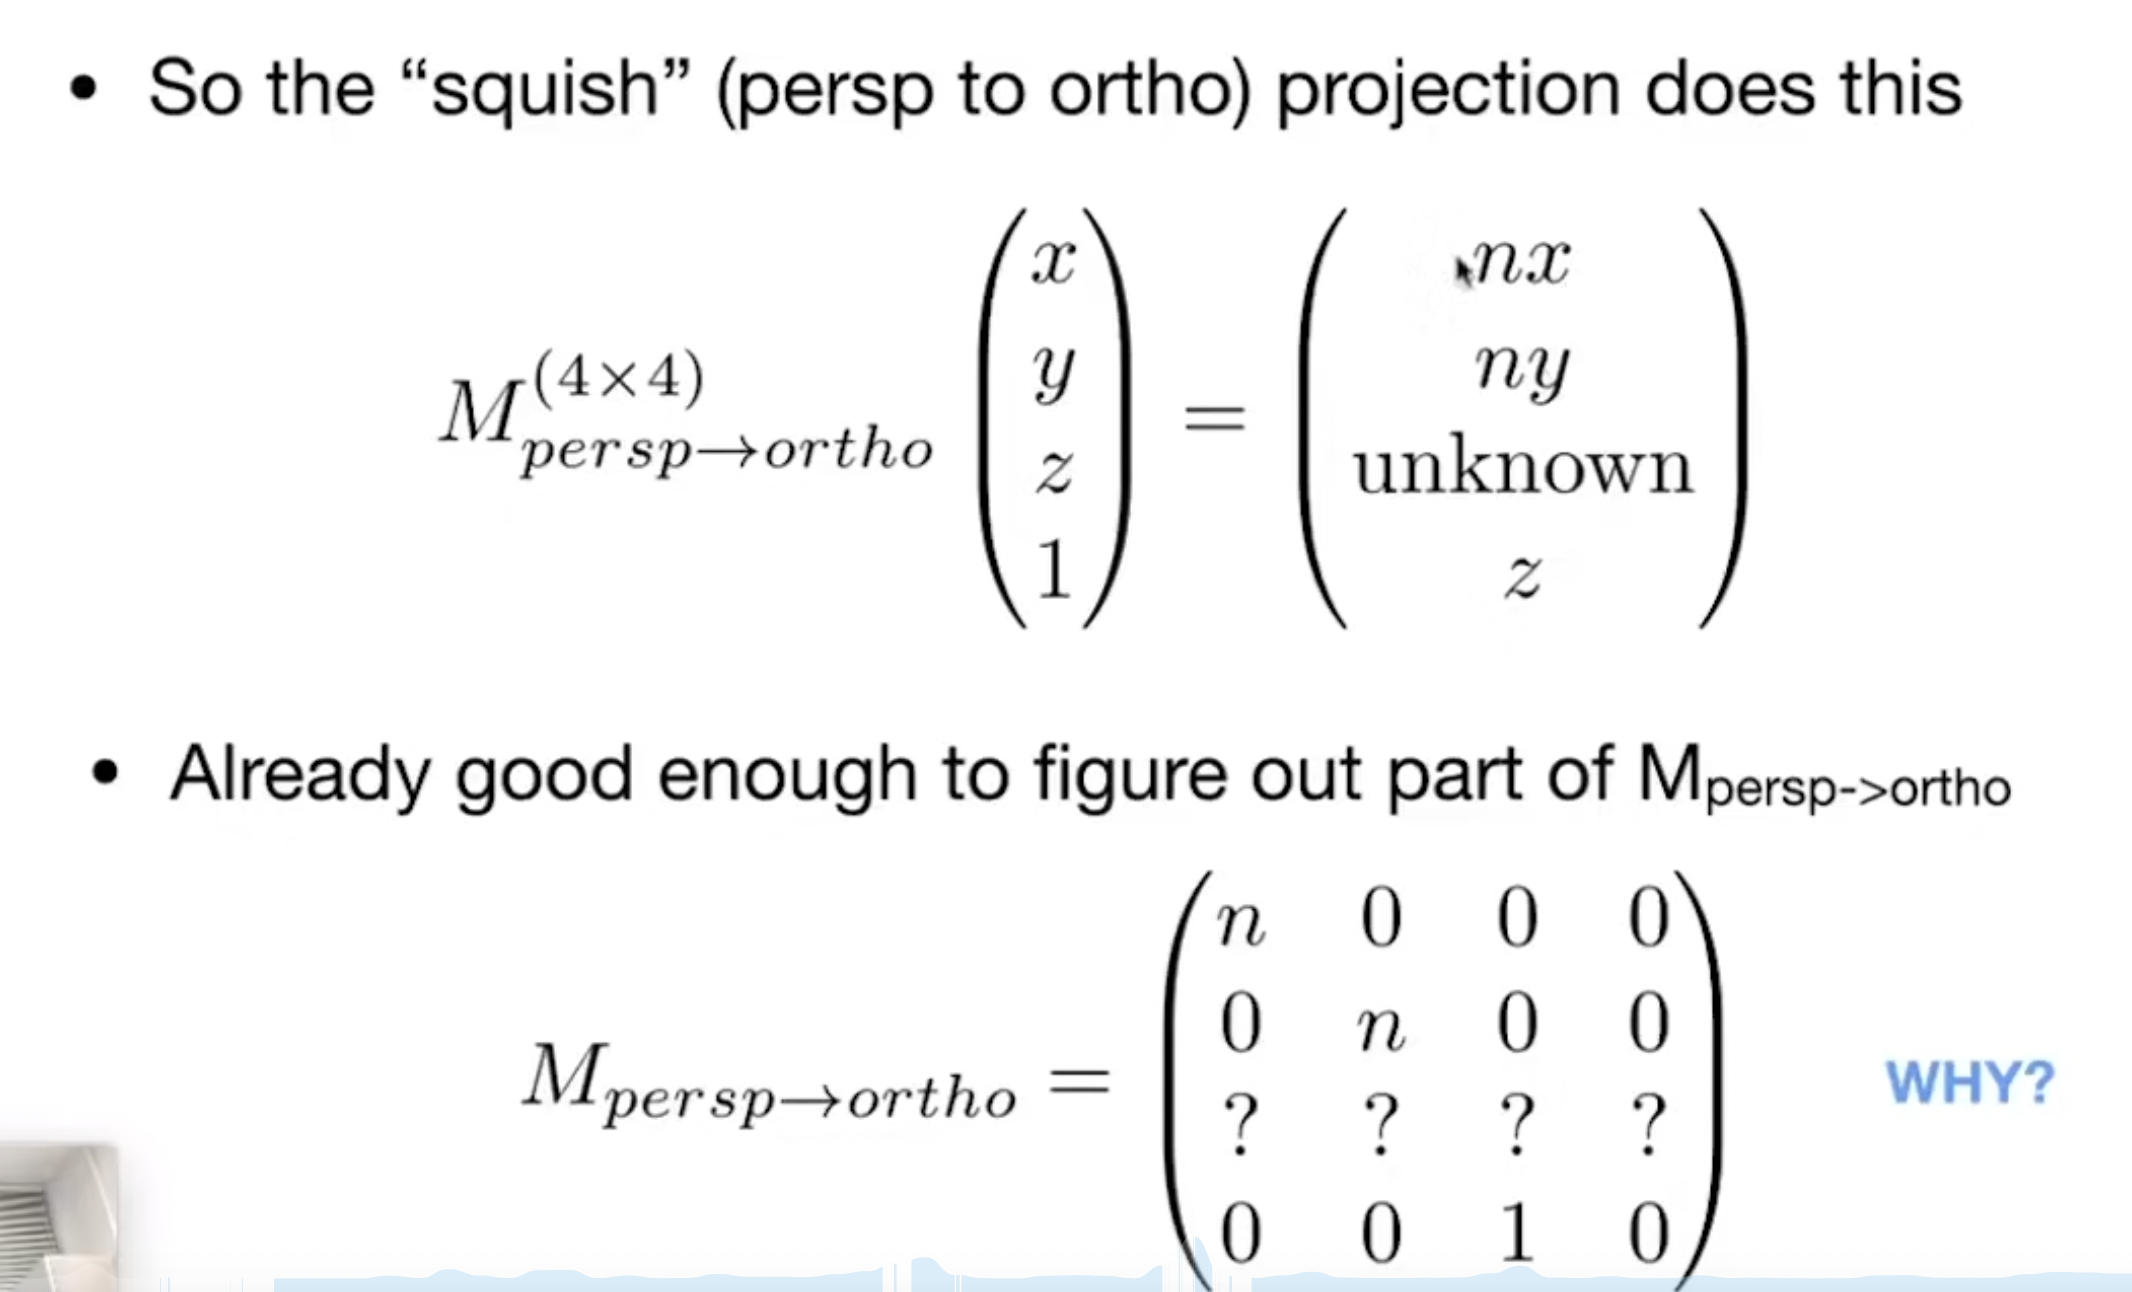 • So the “squish” (persp to ortho) projection does this
$M_{persp \to ortho}^{(4 \times 4)} \begin{pmatrix} x \\ y \\ z \\ 1 \end{pmatrix} = \begin{pmatrix} nx \\ ny \\ \text{unknown} \\ z \end{pmatrix}$
• Already good enough to figure out part of M$_{\text{persp->ortho}}$
$M_{persp \to ortho} = \begin{pmatrix} n & 0 & 0 & 0 \\ 0 & n & 0 & 0 \\ ? & ? & ? & ? \\ 0 & 0 & 1 & 0 \end{pmatrix}$ WHY?